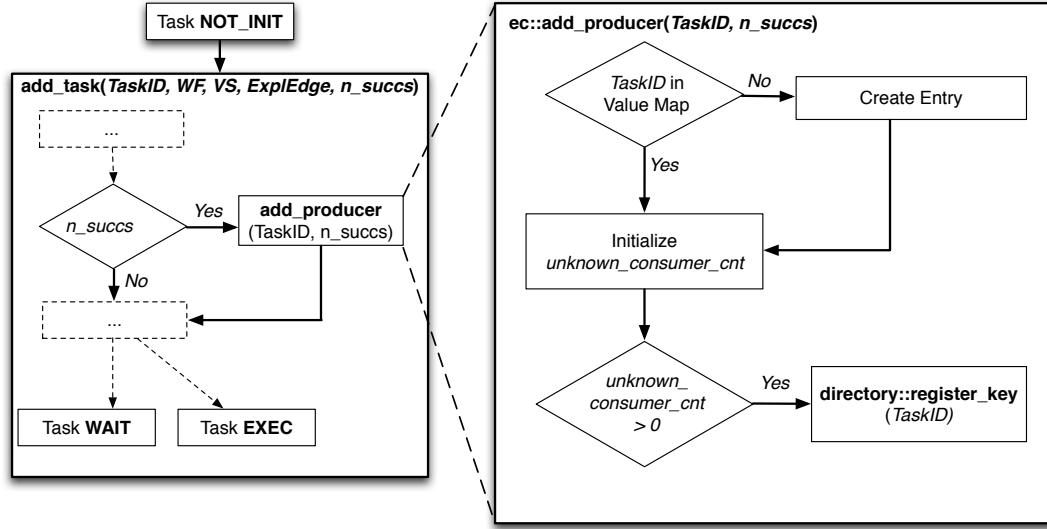 Task NOT_INIT
add_task(TaskID, WF, VS, ExplEdge, n_succs)
...
n_succs
Yes
add_producer
(TaskID, n_succs)
No
...
Task WAIT
Task EXEC
ec::add_producer(TaskID, n_succs)
TaskID in
Value Map
No
Create Entry
Yes
Initialize
unknown_consumer_cnt
unknown_
consumer_cnt
> 0
Yes
directory::register_key
(TaskID)